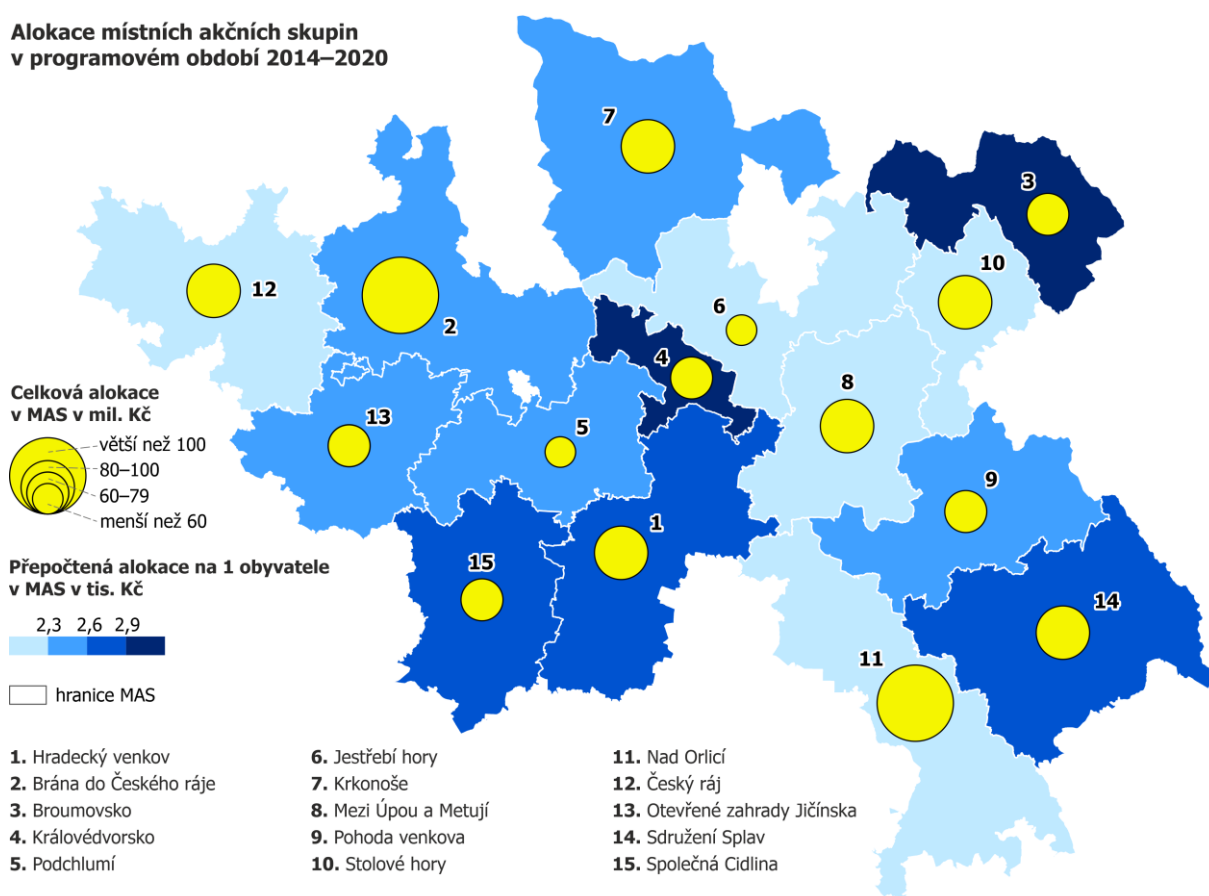 Alokace místních akčních skupin
v programovém období 2014–2020
7
3
10
12
2
6
4
8
13
5
9
1
15
14
11
Celková alokace
v MAS v mil. Kč
větší než 100
80–100
60–79
menší než 60
Přepočtená alokace na 1 obyvatele
v MAS v tis. Kč
2,3 2,6 2,9
hranice MAS
1. Hradecký venkov
2. Brána do Českého ráje
3. Broumovsko
4. Královédvorsko
5. Podchlumí
6. Jestřebí hory
7. Krkonoše
8. Mezi Úpou a Metují
9. Pohoda venkova
10. Stolové hory
11. Nad Orlicí
12. Český ráj
13. Otevřené zahrady Jičínska
14. Sdružení Splav
15. Společná Cidlina